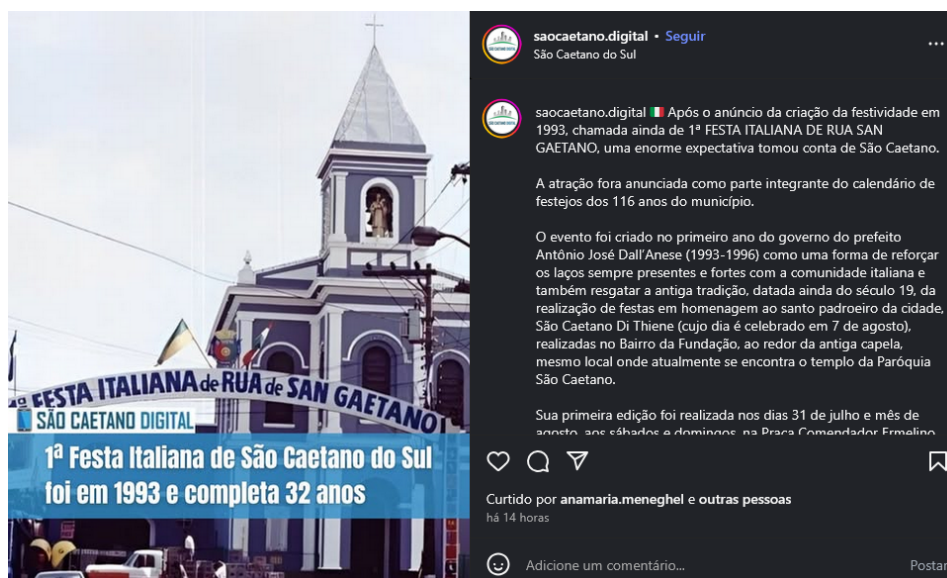 1ª FESTA ITALIANA de RUA de SAN GAETANO
SÃO CAETANO DIGITAL
1ª Festa Italiana de São Caetano do Sul
foi em 1993 e completa 32 anos
saocaetano.digital • Seguir
São Caetano do Sul
saocaetano.digital 🇮🇹 Após o anúncio da criação da festividade em
1993, chamada ainda de 1ª FESTA ITALIANA DE RUA SAN
GAETANO, uma enorme expectativa tomou conta de São Caetano.
A atração fora anunciada como parte integrante do calendário de
festejos dos 116 anos do município.
O evento foi criado no primeiro ano do governo do prefeito
Antônio José Dall'Anese (1993-1996) como uma forma de reforçar
os laços sempre presentes e fortes com a comunidade italiana e
também resgatar a antiga tradição, datada ainda do século 19, da
realização de festas em homenagem ao santo padroeiro da cidade,
São Caetano Di Thiene (cujo dia é celebrado em 7 de agosto),
realizadas no Bairro da Fundação, ao redor da antiga capela,
mesmo local onde atualmente se encontra o templo da Paróquia
São Caetano.
Sua primeira edição foi realizada nos dias 31 de julho e mês de
agosto, aos sábados e domingos, na Praça Comendador Ermelino
Curtido por anamaria.meneghel e outras pessoas
há 14 horas
Adicione um comentário...
Postar